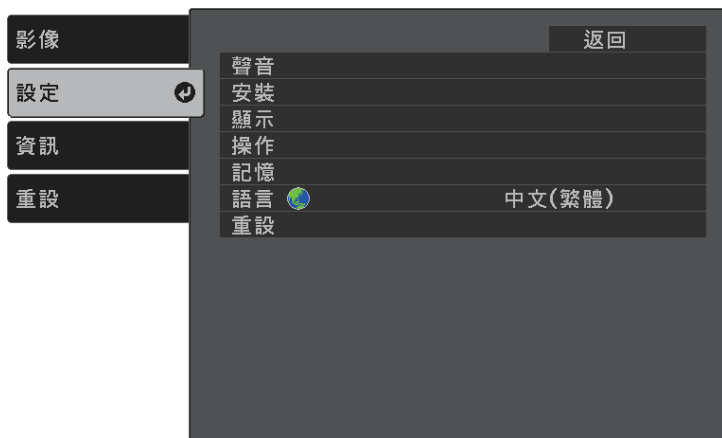 影像
設定
資訊
重設
返回
聲音
安裝
顯示
操作
記憶
語言 中文(繁體)
重設